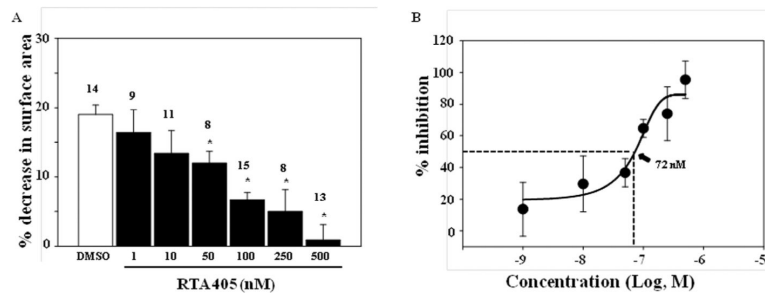 A
% decrease in surface area
30
20
10
0
14
9
11
8
*
15
*
8
*
13
*
DMSO 1 10 50 100 250 500
RTA405 (nM)
B
% inhibition
120
100
80
60
40
20
0
72 nM
-9 -8 -7 -6 -5
Concentration (Log, M)